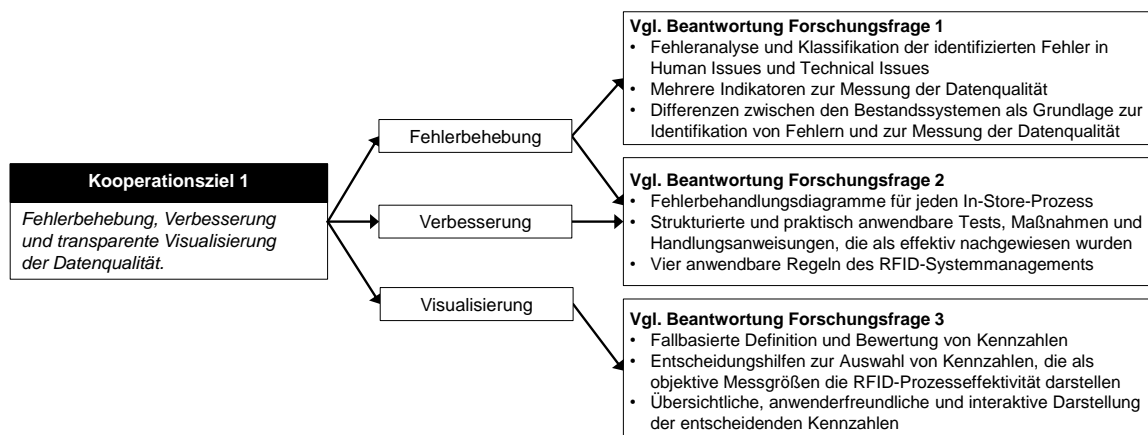 Kooperationsziel 1
Fehlerbehebung, Verbesserung
und transparente Visualisierung
der Datenqualität.
Fehlerbehebung
Verbesserung
Visualisierung
Vgl. Beantwortung Forschungsfrage 1
• Fehleranalyse und Klassifikation der identifizierten Fehler in
Human Issues und Technical Issues
• Mehrere Indikatoren zur Messung der Datenqualität
• Differenzen zwischen den Bestandssystemen als Grundlage zur
Identifikation von Fehlern und zur Messung der Datenqualität
Vgl. Beantwortung Forschungsfrage 2
• Fehlerbehandlungsdiagramme für jeden In-Store-Prozess
• Strukturierte und praktisch anwendbare Tests, Maßnahmen und
Handlungsanweisungen, die als effektiv nachgewiesen wurden
• Vier anwendbare Regeln des RFID-Systemmanagements
Vgl. Beantwortung Forschungsfrage 3
• Fallbasierte Definition und Bewertung von Kennzahlen
• Entscheidungshilfen zur Auswahl von Kennzahlen, die als
objektive Messgrößen die RFID-Prozesseffektivität darstellen
• Übersichtliche, anwenderfreundliche und interaktive Darstellung
der entscheidenden Kennzahlen